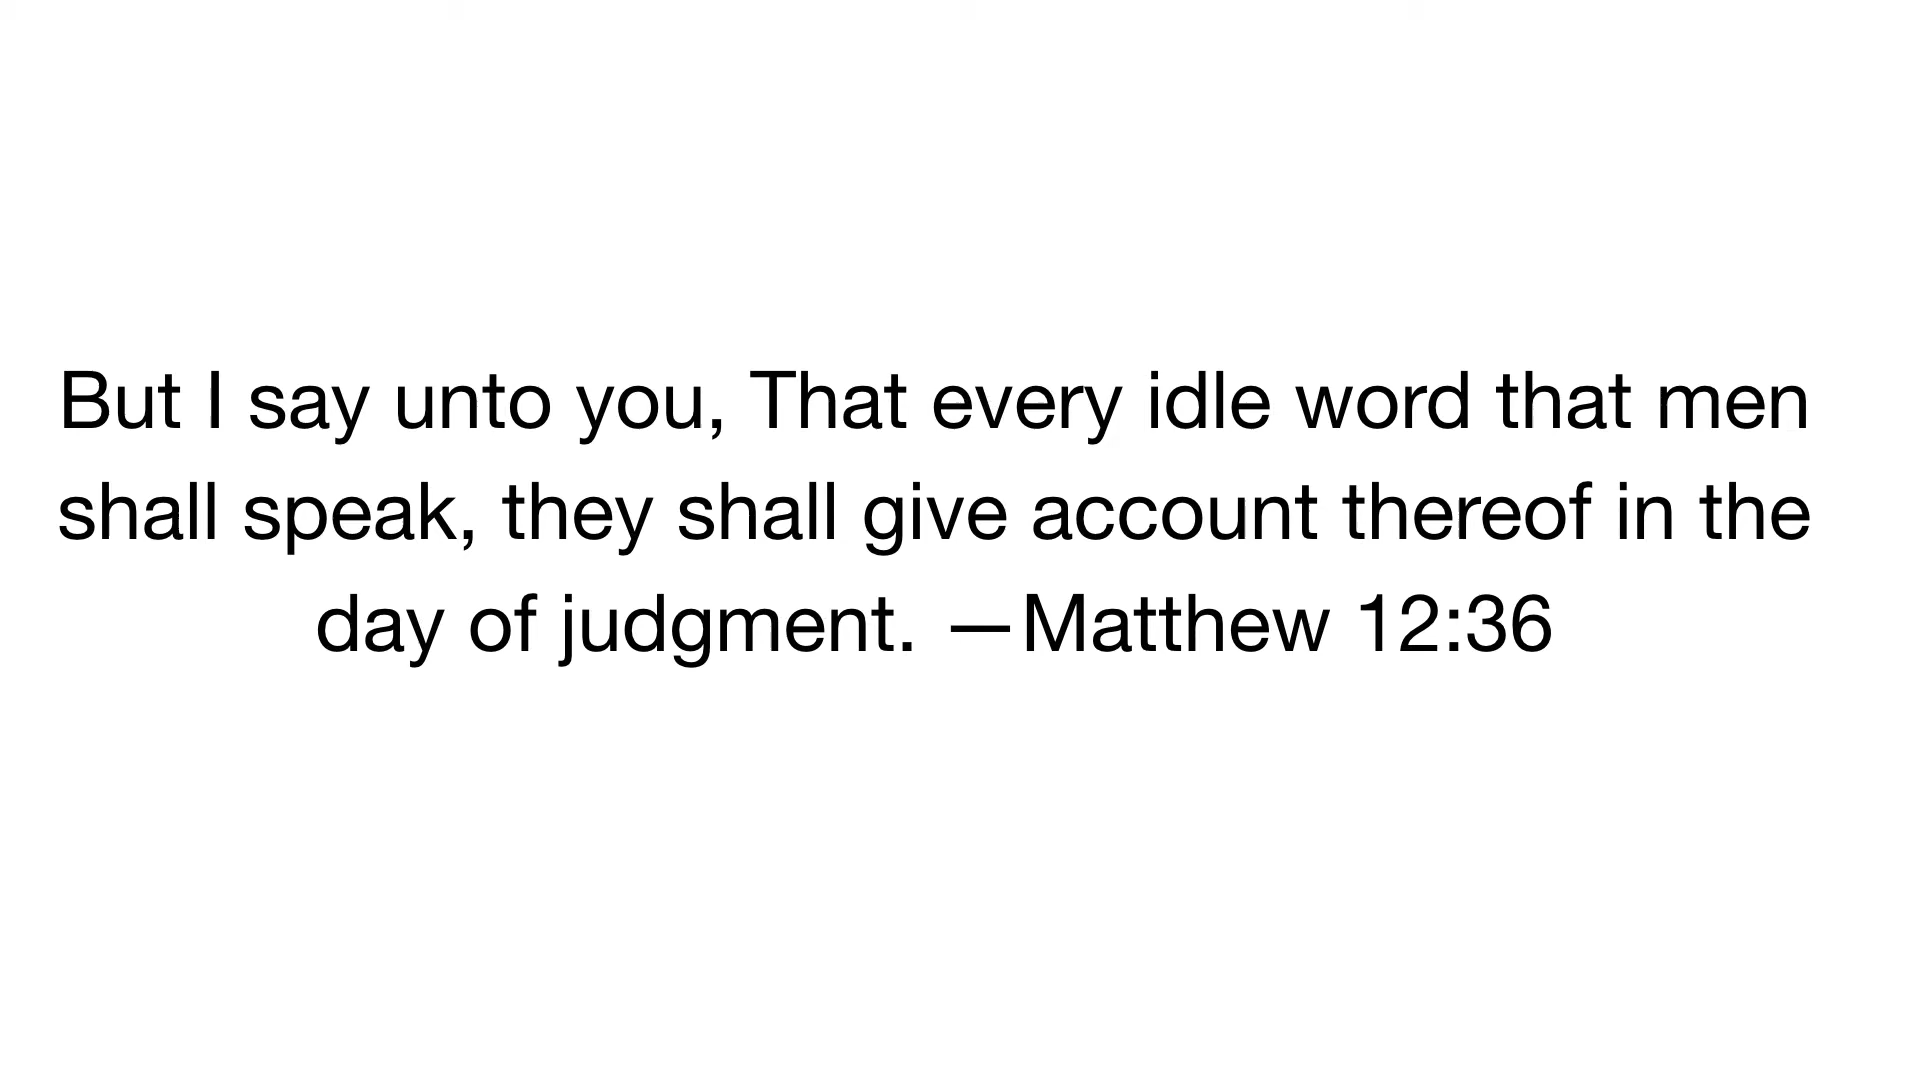 But I say unto you, That every idle word that men
shall speak, they shall give account thereof in the
day of judgment. —Matthew 12:36